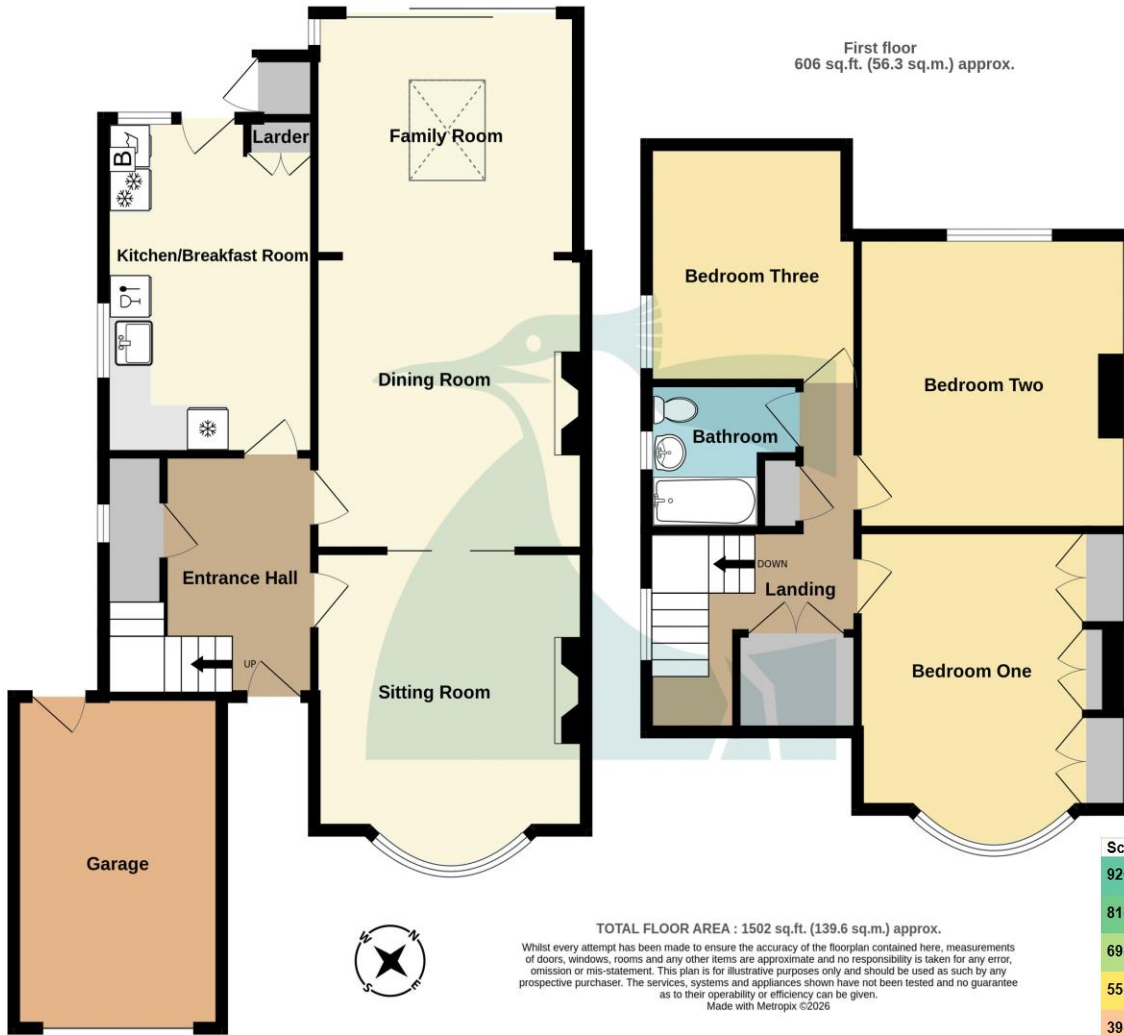 First floor
606 sq.ft. (56.3 sq.m.) approx.
Larder
Family Room
B
Kitchen/Breakfast Room
Dining Room
Entrance Hall
UP
Sitting Room
Garage
Bedroom Three
Bedroom Two
Bathroom
DOWN
Landing
Bedroom One
N
W
E
S
TOTAL FLOOR AREA : 1502 sq.ft. (139.6 sq.m.) approx.
Whilst every attempt has been made to ensure the accuracy of the floorplan contained here, measurements
of doors, windows, rooms and any other items are approximate and no responsibility is taken for any error,
omission or mis-statement. This plan is for illustrative purposes only and should be used as such by any
prospective purchaser. The services, systems and appliances shown have not been tested and no guarantee
as to their operability or efficiency can be given.
Made with Metropix ©2026
Sc
92
81
69
55
39